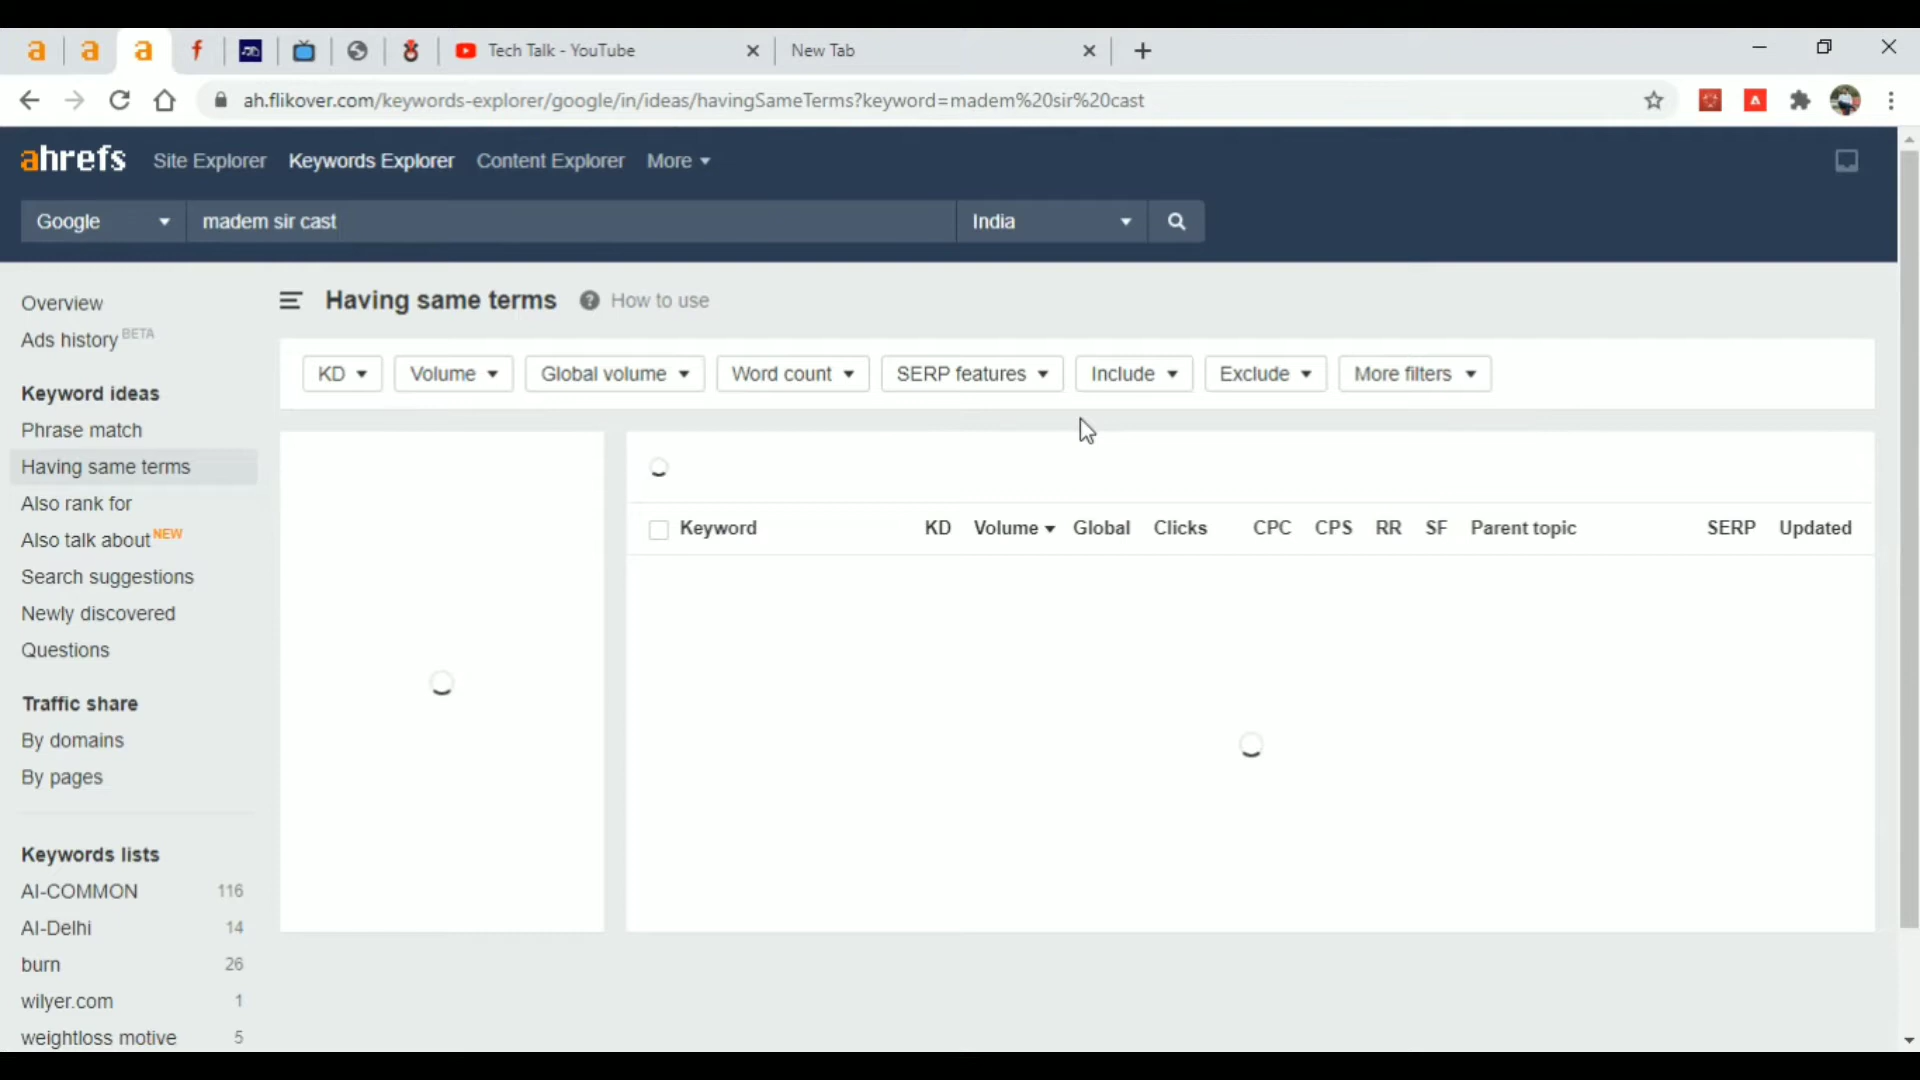 Tech Talk - YouTube
New Tab
ah.flikover.com/keywords-explorer/google/in/ideas/havingSameTerms?keyword=madem%20sir%20cast
ahrefs Site Explorer Keywords Explorer Content Explorer More
Google madem sir cast India
Overview
Ads history BETA
Keyword ideas
Phrase match
Having same terms
Also rank for
Also talk about NEW
Search suggestions
Newly discovered
Questions
Traffic share
By domains
By pages
Keywords lists
AI-COMMON 116
AI-Delhi 14
burn 26
wilyer.com 1
weightloss motive 5
Having same terms ? How to use
KD Volume Global volume Word count SERP features Include Exclude More filters
Keyword KD Volume Global Clicks CPC CPS RR SF Parent topic SERP Updated